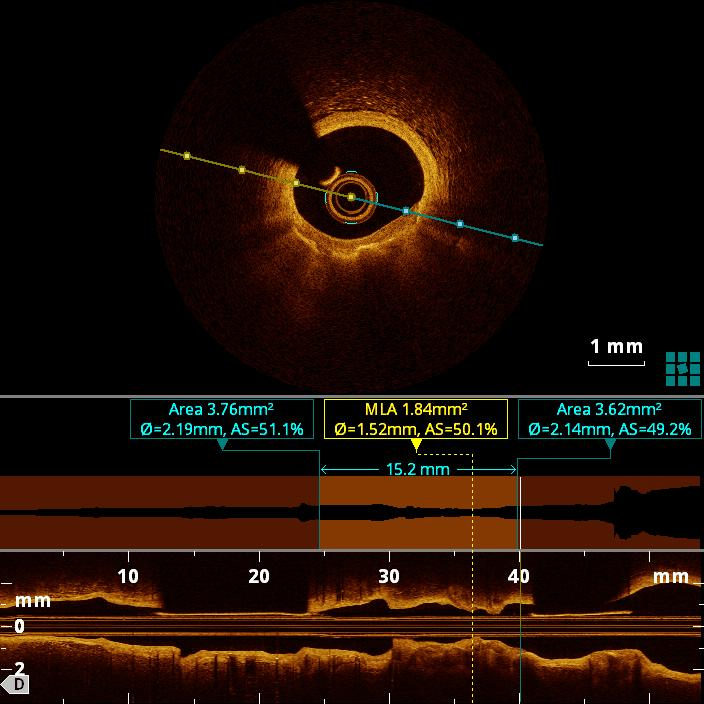 1 mm
Area 3.76mm²
Ø=2.19mm, AS=51.1%
MLA 1.84mm²
Ø=1.52mm, AS=50.1%
Area 3.62mm²
Ø=2.14mm, AS=49.2%
15.2 mm
10 20 30 40 mm
mm
0
2
D